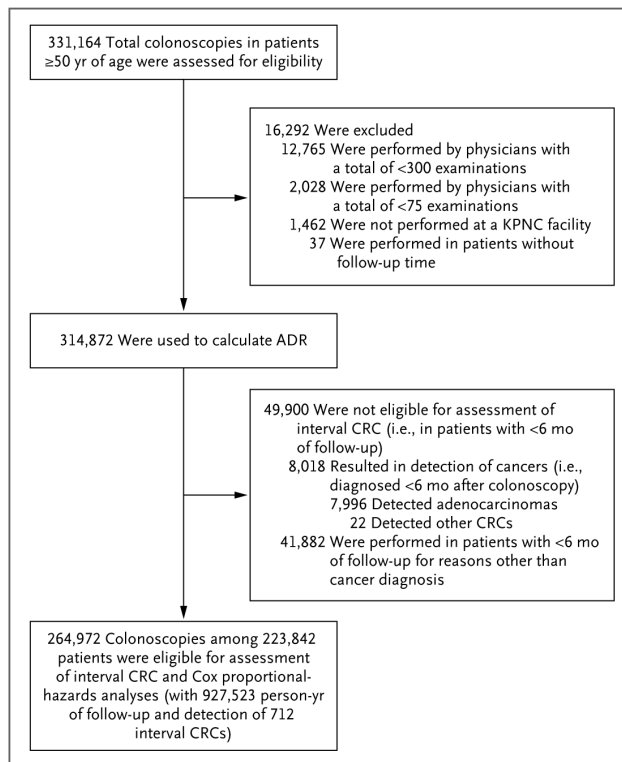 331,164 Total colonoscopies in patients
≥50 yr of age were assessed for eligibility
16,292 Were excluded
12,765 Were performed by physicians with
a total of <300 examinations
2,028 Were performed by physicians with
a total of <75 examinations
1,462 Were not performed at a KPNC facility
37 Were performed in patients without
follow-up time
314,872 Were used to calculate ADR
49,900 Were not eligible for assessment of
interval CRC (i.e., in patients with <6 mo
of follow-up)
8,018 Resulted in detection of cancers (i.e.,
diagnosed <6 mo after colonoscopy)
7,996 Detected adenocarcinomas
22 Detected other CRCs
41,882 Were performed in patients with <6 mo
of follow-up for reasons other than
cancer diagnosis
264,972 Colonoscopies among 223,842
patients were eligible for assessment
of interval CRC and Cox proportional-
hazards analyses (with 927,523 person-yr
of follow-up and detection of 712
interval CRCs)